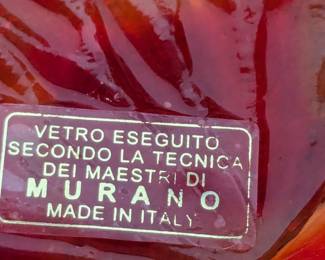 VETRO ESEGUITO
SECONDO LA TECNICA
DEI MAESTRI DI
MURANO
MADE IN ITALY